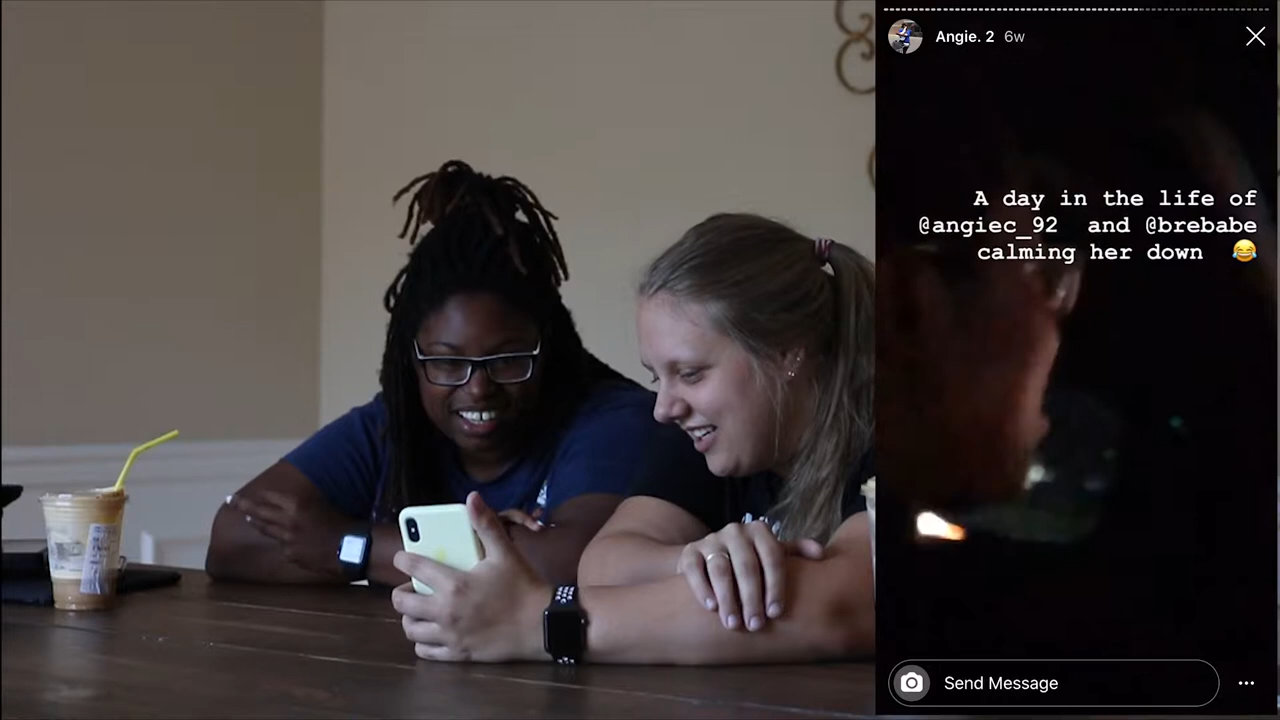 Angie. 2 6w
A day in the life of
@angiec_92 and @brebabe
calming her down 😂
Send Message